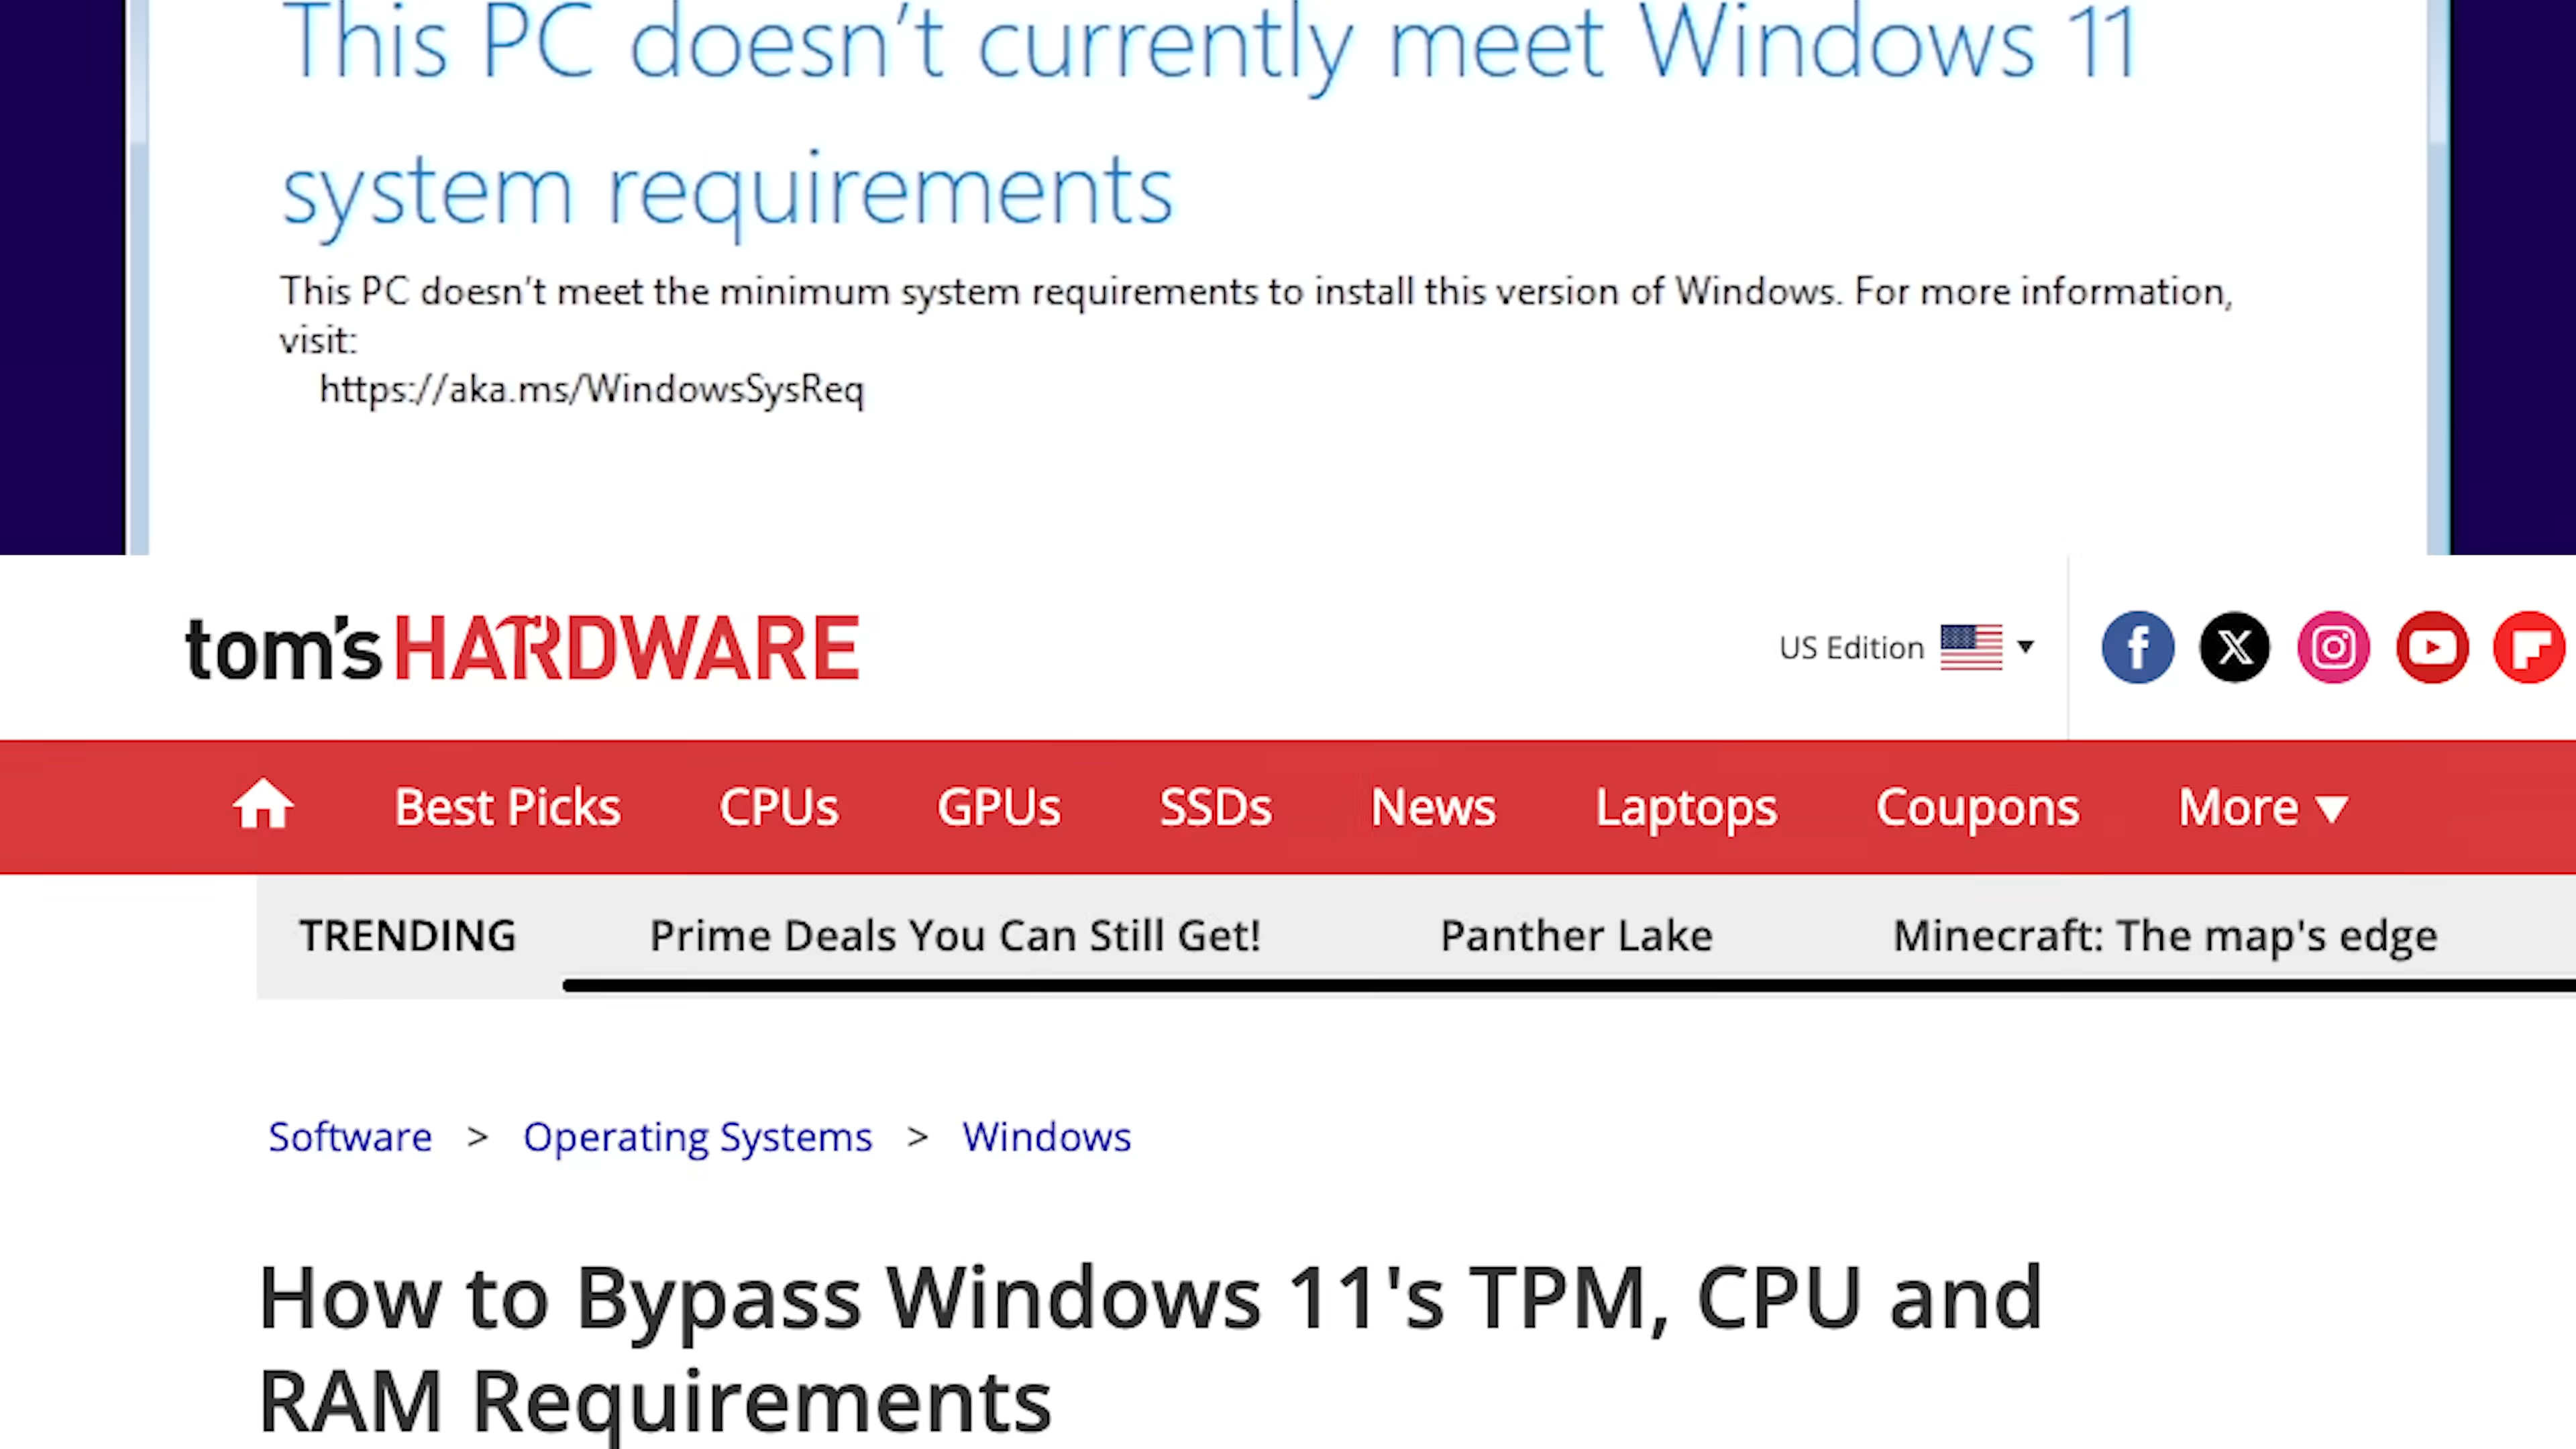 This PC doesn't currently meet Windows 11
system requirements
This PC doesn't meet the minimum system requirements to install this version of Windows. For more information,
visit:
https://aka.ms/WindowsSysReq
tom's HARDWARE
US Edition
Best Picks CPUs GPUs SSDs News Laptops Coupons More ▼
TRENDING Prime Deals You Can Still Get! Panther Lake Minecraft: The map's edge
Software > Operating Systems > Windows
How to Bypass Windows 11's TPM, CPU and
RAM Requirements